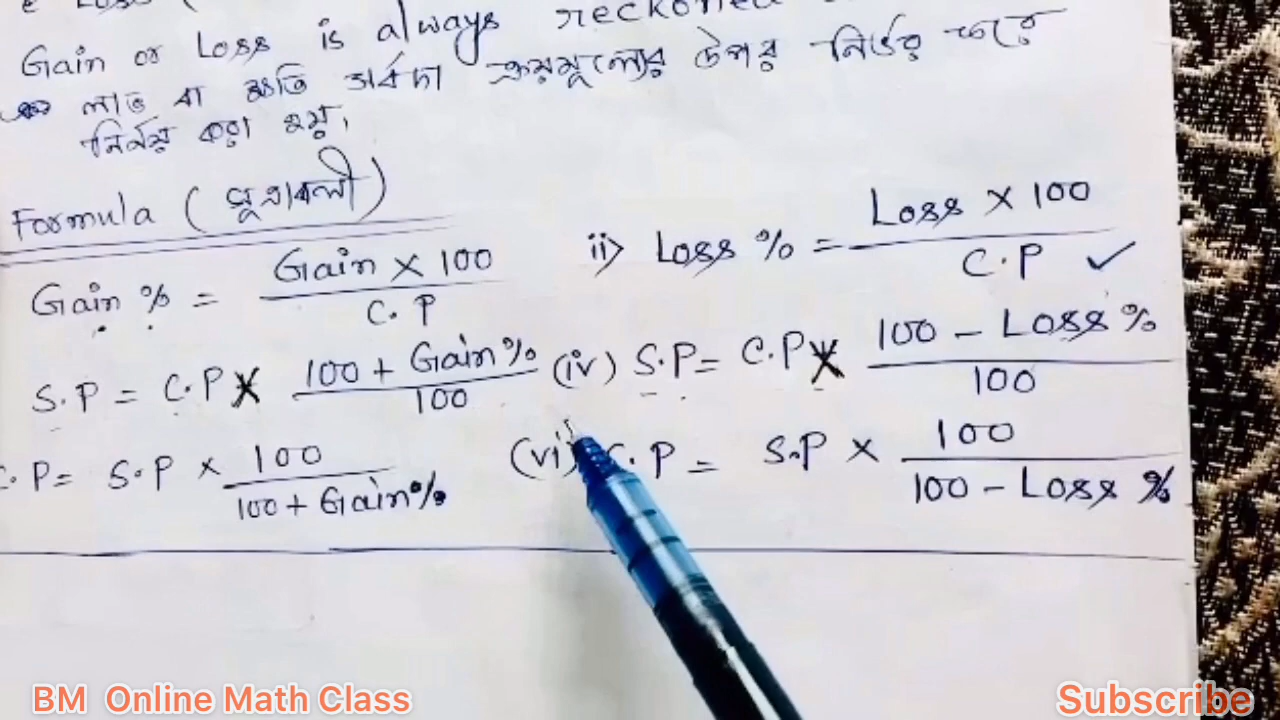 Gain or Loss is always reckoned
লাভ বা ক্ষতি সর্বদা ক্রয়মূল্যের উপর নির্ভর করে
নির্নয় করা হয়।
Formula (সূত্রাবলী)
Gain % = Gain × 100 / C.P
ii) Loss % = Loss × 100 / C.P ✓
S.P = C.P × 100 + Gain% / 100
(iv) S.P = C.P × 100 - Loss% / 100
C.P = S.P × 100 / 100 + Gain%
(vi) C.P = S.P × 100 / 100 - Loss %
BM Online Math Class
Subscribe